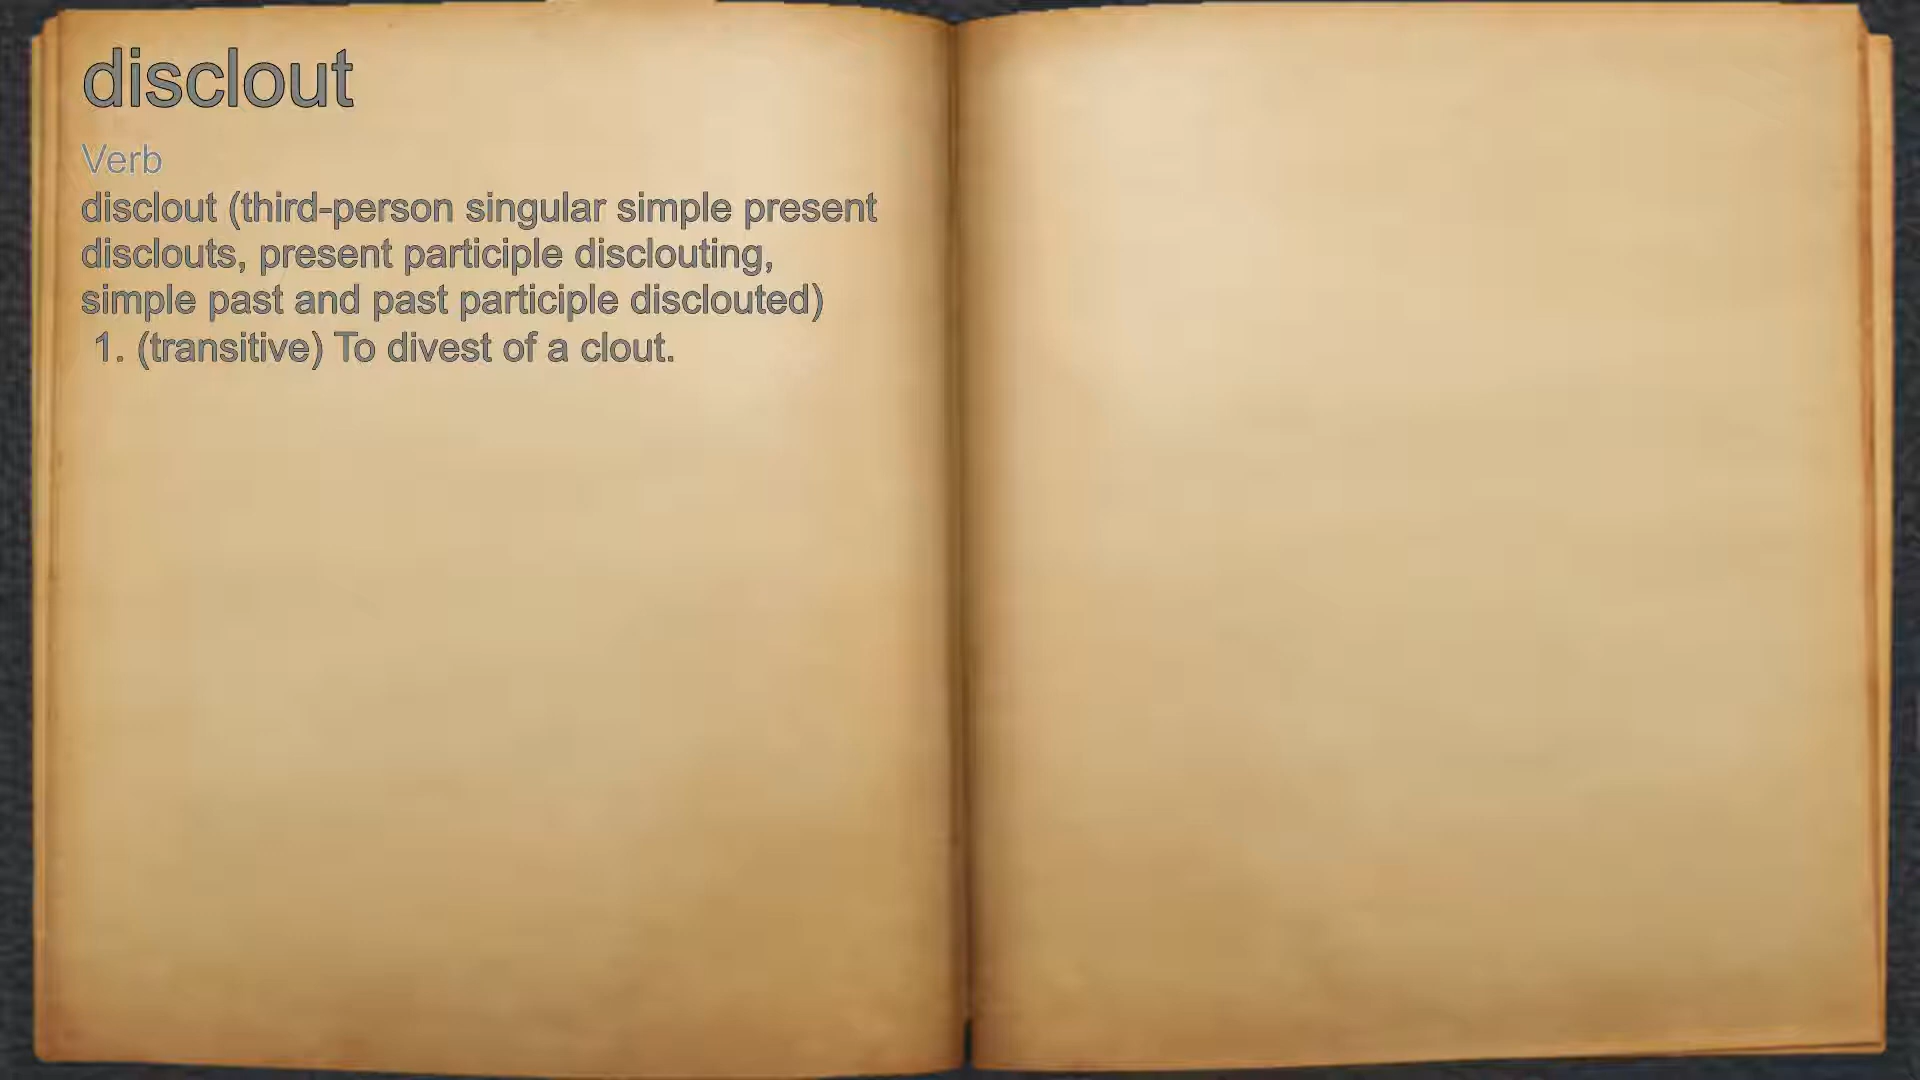 disclout
Verb
disclout (third-person singular simple present
disclouts, present participle disclouting,
simple past and past participle disclouted)
1. (transitive) To divest of a clout.